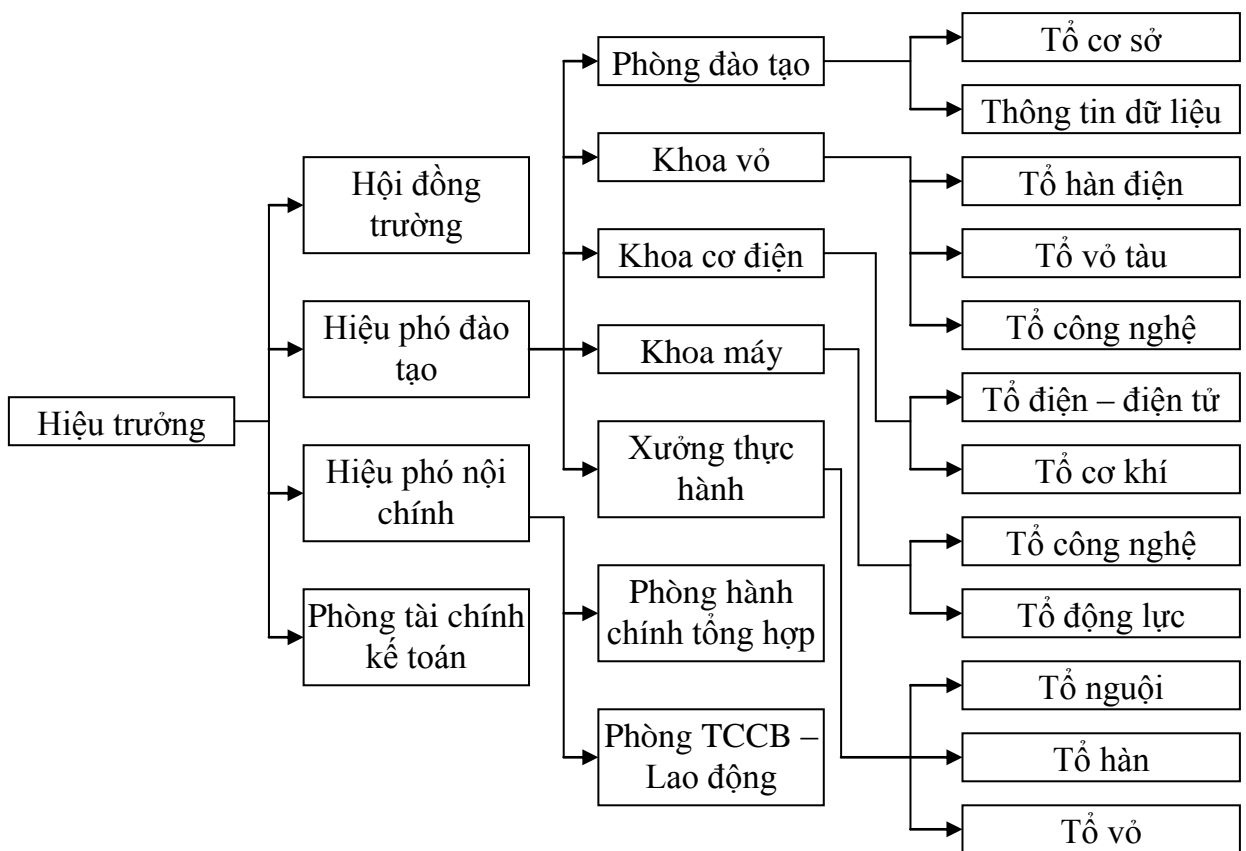 Hiệu trưởng
Hội đồng
trường
Hiệu phó đào
tạo
Hiệu phó nội
chính
Phòng tài chính
kế toán
Phòng đào tạo
Khoa vỏ
Khoa cơ điện
Khoa máy
Xưởng thực
hành
Phòng hành
chính tổng hợp
Phòng TCCB –
Lao động
Tổ cơ sở
Thông tin dữ liệu
Tổ hàn điện
Tổ vỏ tàu
Tổ công nghệ
Tổ điện – điện tử
Tổ cơ khí
Tổ công nghệ
Tổ động lực
Tổ nguội
Tổ hàn
Tổ vỏ